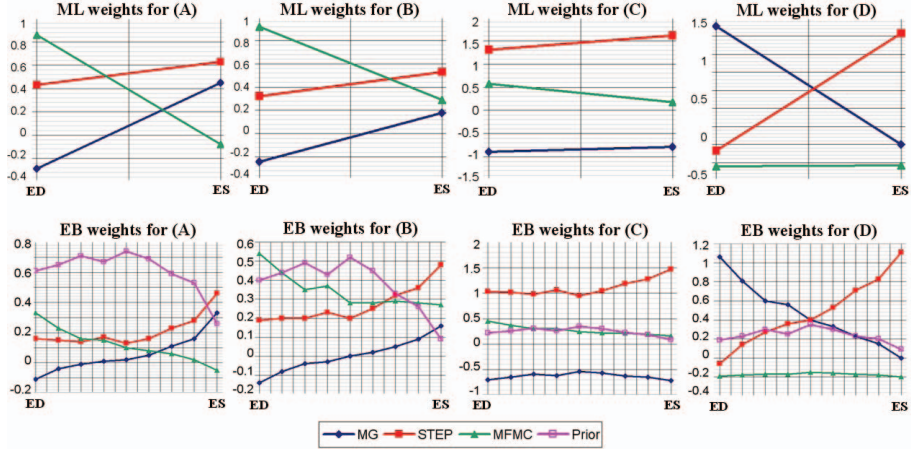 ML weights for (A)
1
0.8
0.6
0.4
0.2
0
-0.2
-0.4
ED
ES
ML weights for (B)
1
0.8
0.6
0.4
0.2
0
-0.2
-0.4
ED
ES
ML weights for (C)
2
1.5
1
0.5
0
-0.5
-1
-1.5
ED
ES
ML weights for (D)
1.5
1
0.5
0
-0.5
ED
ES
EB weights for (A)
0.8
0.6
0.4
0.2
0
-0.2
ED
ES
EB weights for (B)
0.6
0.5
0.4
0.3
0.2
0.1
0
-0.1
-0.2
ED
ES
EB weights for (C)
2
1.5
1
0.5
0
-0.5
-1
ED
ES
EB weights for (D)
1.2
1
0.8
0.6
0.4
0.2
0
-0.2
-0.4
ED
ES
MG STEP MFMC Prior